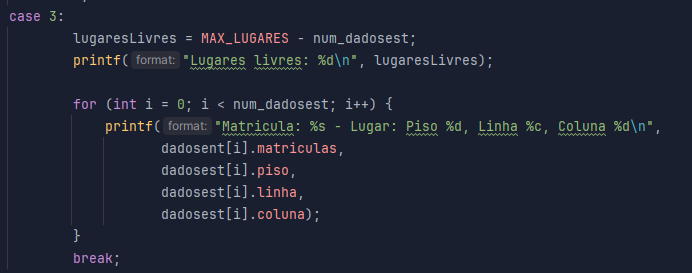 case 3:
lugaresLivres = MAX_LUGARES - num_dadosest;
printf( format: "Lugares livres: %d\n", lugaresLivres);
for (int i = 0; i < num_dadosest; i++) {
printf( format: "Matricula: %s - Lugar: Piso %d, Linha %c, Coluna %d\n",
dadosent[i].matriculas,
dadosest[i].piso,
dadosest[i].linha,
dadosest[i].coluna);
}
break;